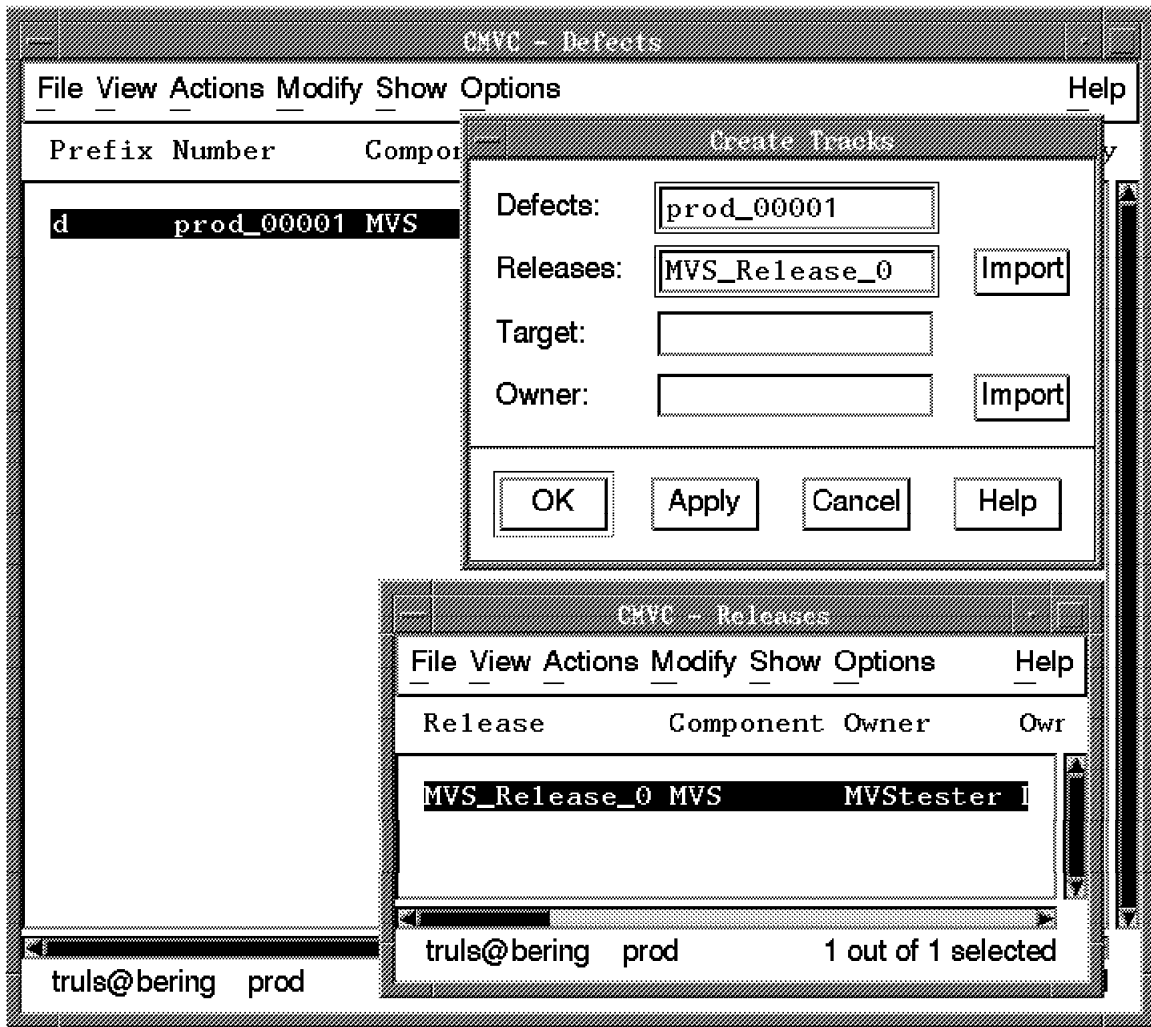 CMVC - Defects
File View Actions Modify Show Options Help
Prefix Number Compor y
d prod_00001 MVS
Create Tracks
Defects: prod_00001
Releases: MVS_Release_0 Import
Target:
Owner: Import
OK Apply Cancel Help
CMVC - Releases
File View Actions Modify Show Options Help
Release Component Owner Owr
MVS_Release_0 MVS MVStester I
truls@bering prod 1 out of 1 selected
truls@bering prod